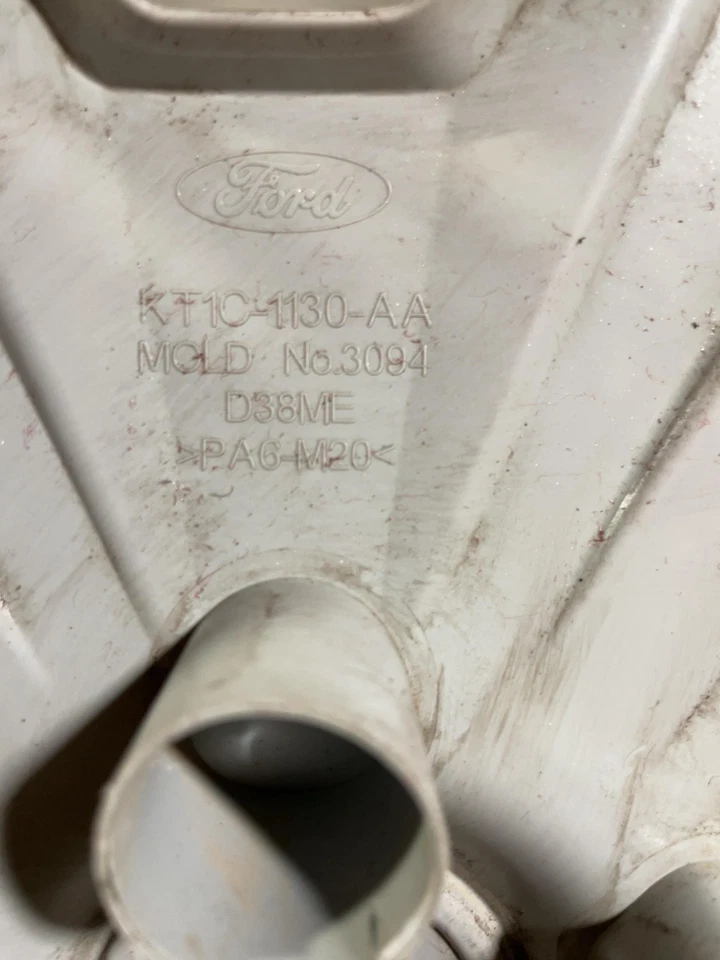 Ford
KT1C-1130-AA
MOLD No.3094
D38ME
>PA6-M20<